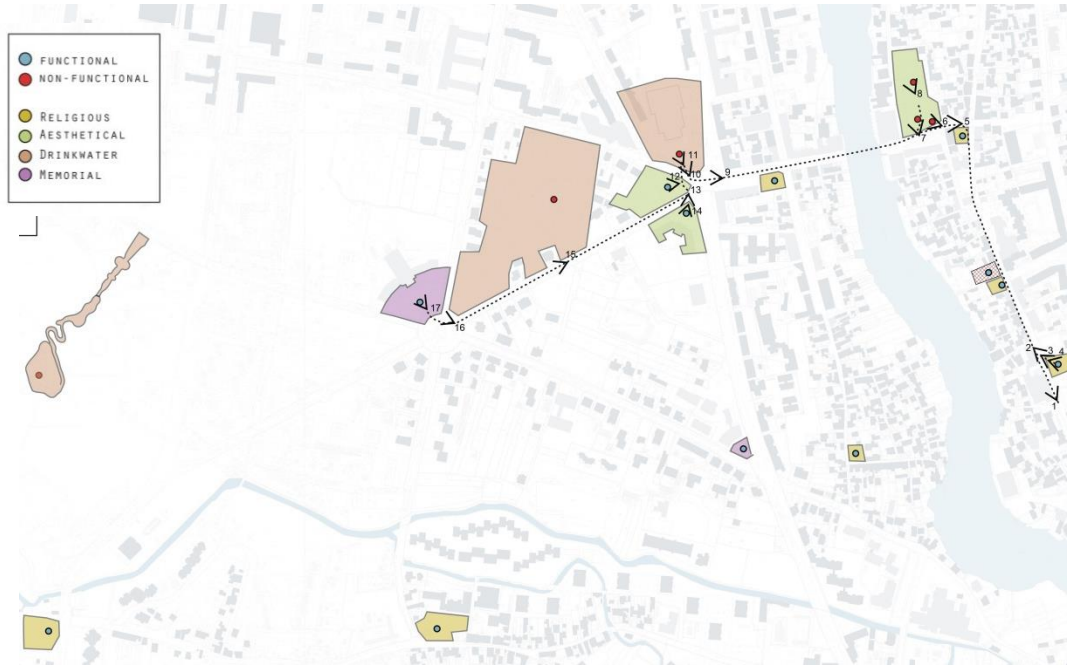 FUNCTIONAL
NON-FUNCTIONAL
RELIGIOUS
AESTHETICAL
DRINKWATER
MEMORIAL
8
7
6
5
11
10
9
12
13
14
15
17
16
2
3
4
1